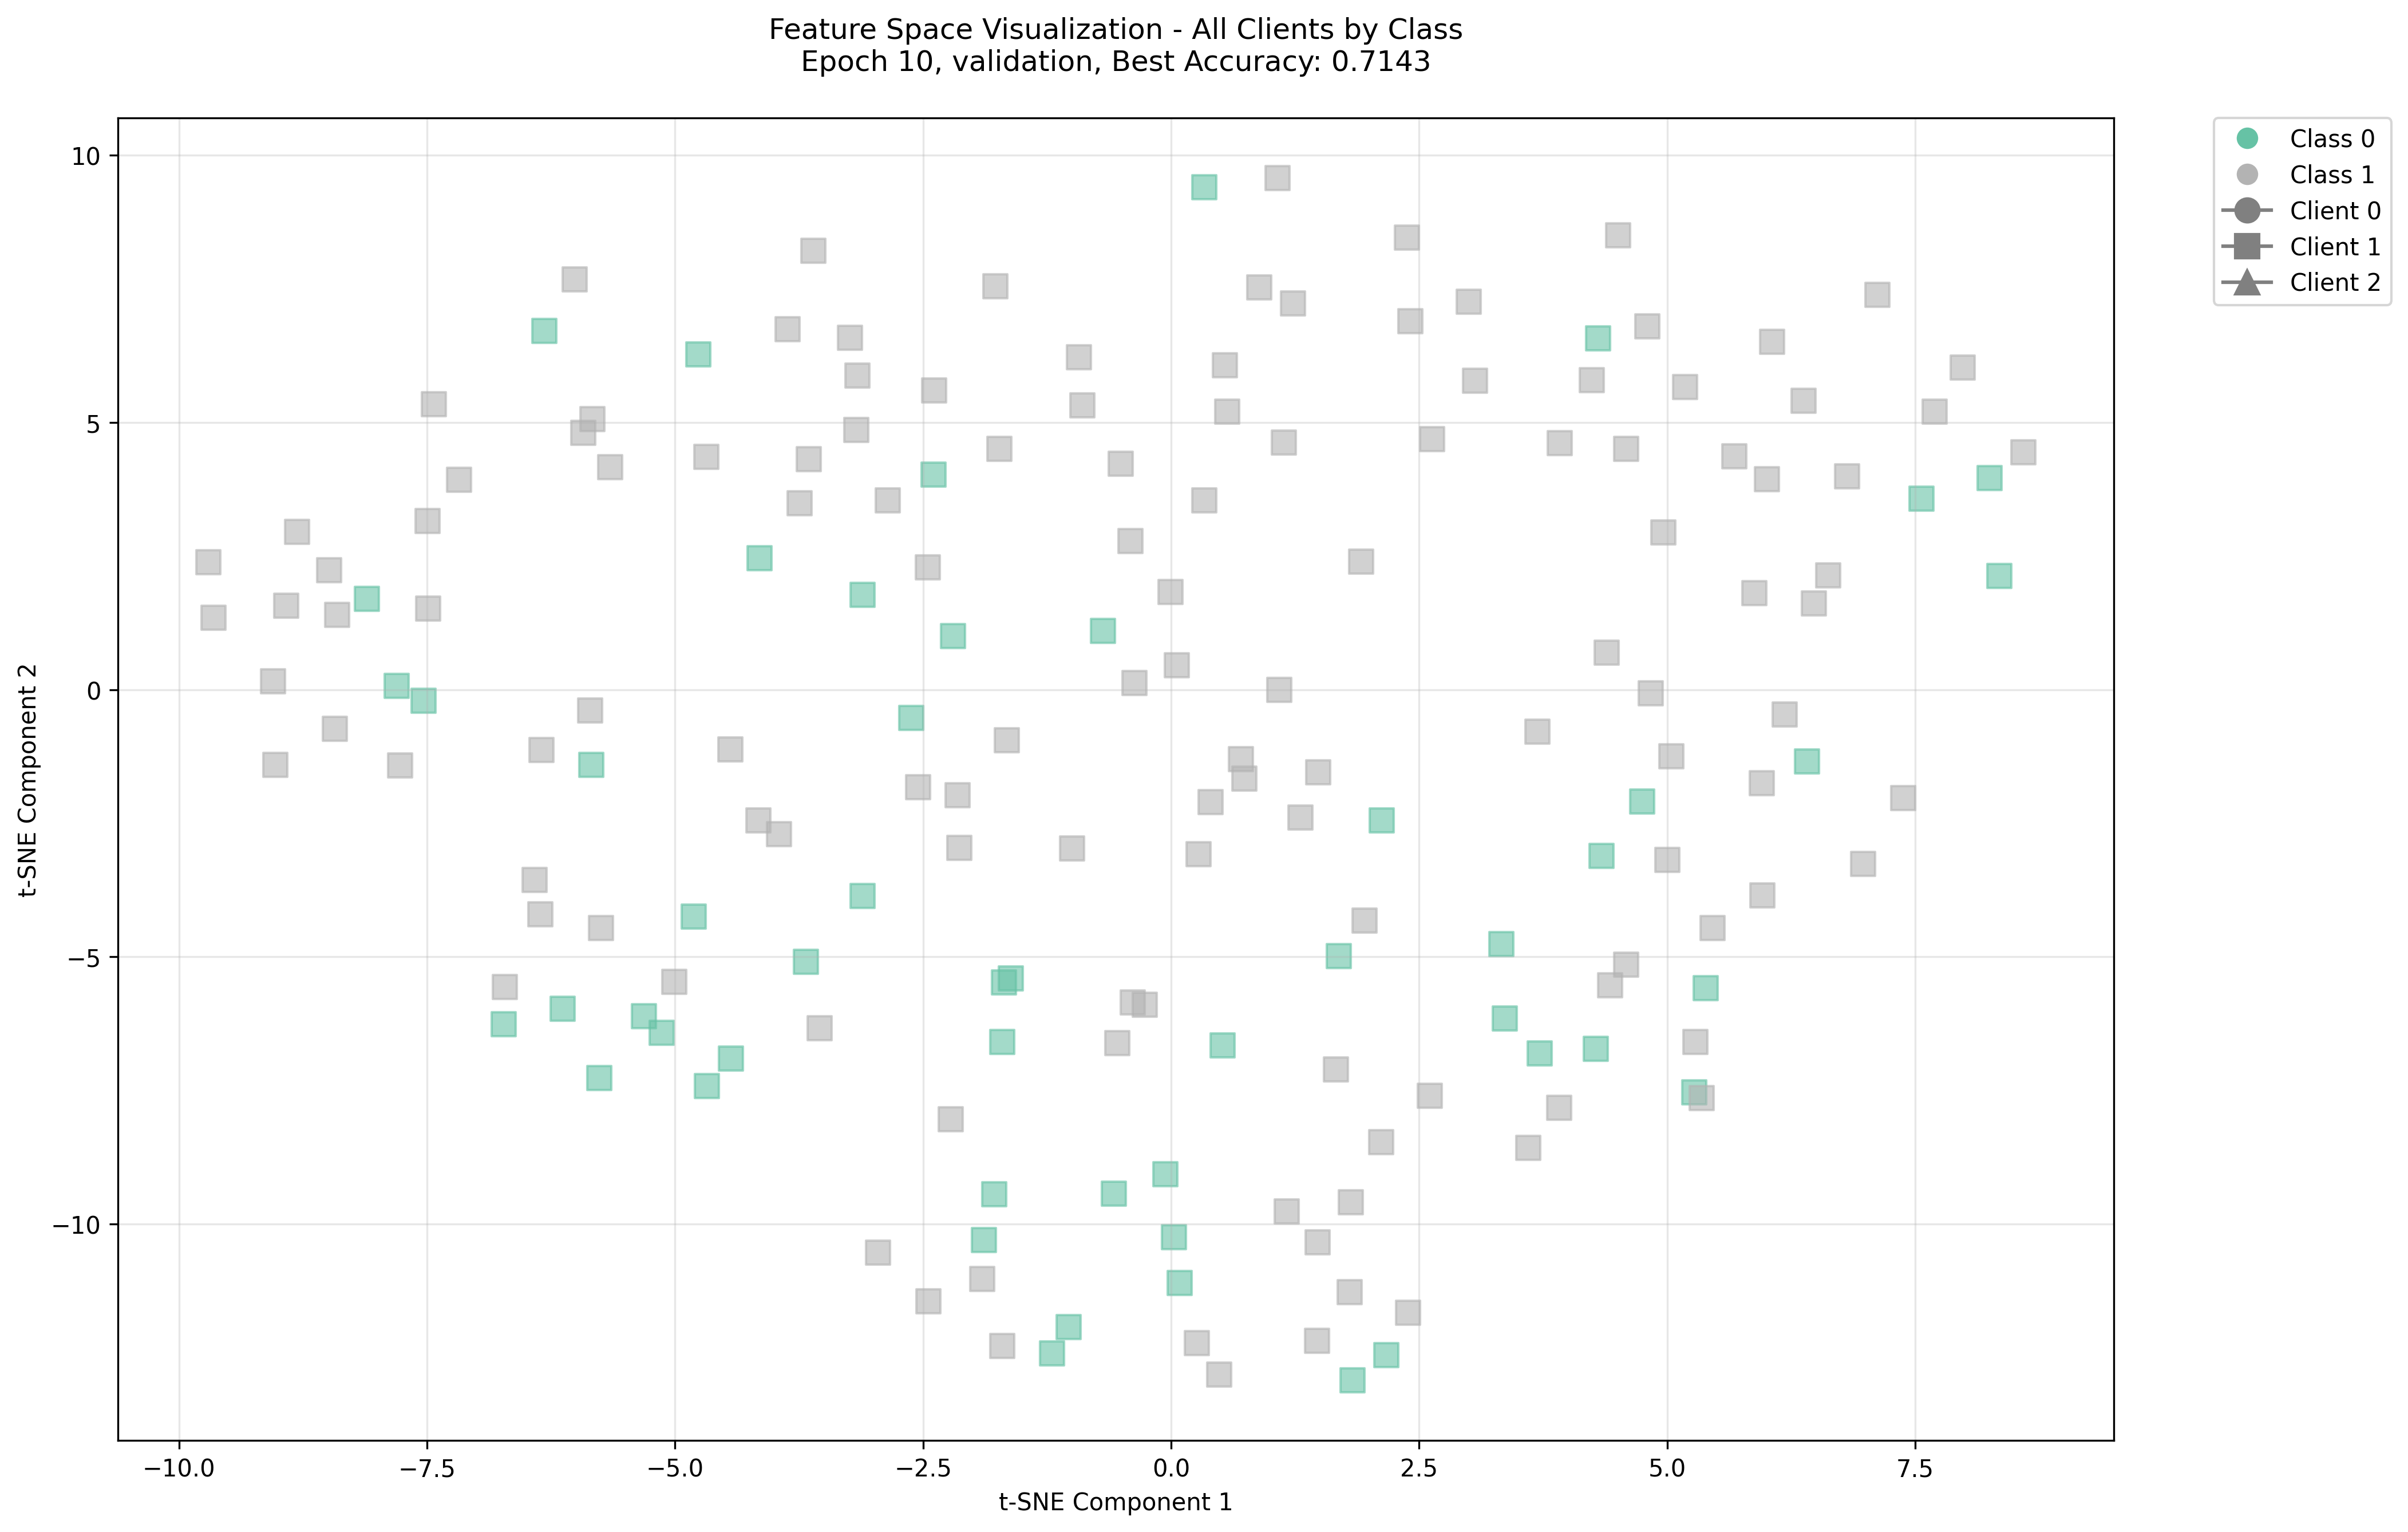 Feature Space Visualization - All Clients by Class
Epoch 10, validation, Best Accuracy: 0.7143
Class 0
Class 1
Client 0
Client 1
Client 2
10
5
0
−5
−10
t-SNE Component 2
−10.0
−7.5
−5.0
−2.5
0.0
2.5
5.0
7.5
t-SNE Component 1